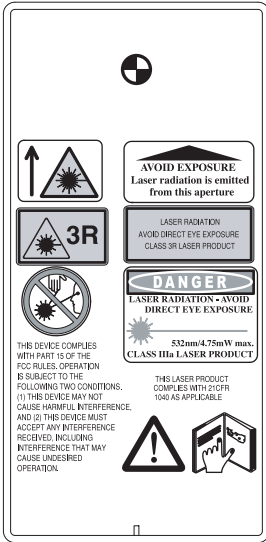 AVOID EXPOSURE
Laser radiation is emitted
from this aperture
3R
LASER RADIATION
AVOID DIRECT EYE EXPOSURE
CLASS 3R LASER PRODUCT
DANGER
LASER RADIATION - AVOID
DIRECT EYE EXPOSURE
532nm/4.75mW max.
CLASS IIIa LASER PRODUCT
THIS DEVICE COMPLIES
WITH PART 15 OF THE
FCC RULES. OPERATION
IS SUBJECT TO THE
FOLLOWING TWO CONDITIONS.
(1) THIS DEVICE MAY NOT
CAUSE HARMFUL INTERFERENCE,
AND (2) THIS DEVICE MUST
ACCEPT ANY INTERFERENCE
RECEIVED, INCLUDING
INTERFERENCE THAT MAY
CAUSE UNDESIRED
OPERATION.
THIS LASER PRODUCT
COMPLIES WITH 21CFR
1040 AS APPLICABLE